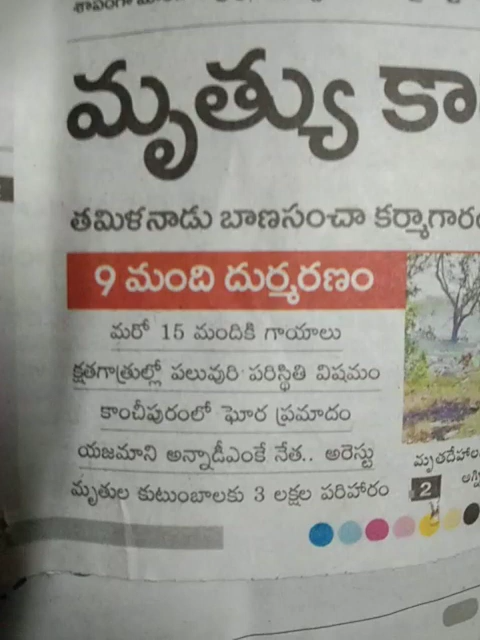 మృత్యు కా
తమిళనాడు బాణసంచా కర్మాగార
9 మంది దుర్మరణం
మరో 15 మందికి గాయాలు
క్షతగాత్రుల్లో పలువురి పరిస్థితి విషమం
కాంచీపురంలో ఘోర ప్రమాదం
యజమాని అన్నాడీఎంకే నేత.. అరెస్టు
మృతుల కుటుంబాలకు 3 లక్షల పరిహారం
మృతదేహాల
2